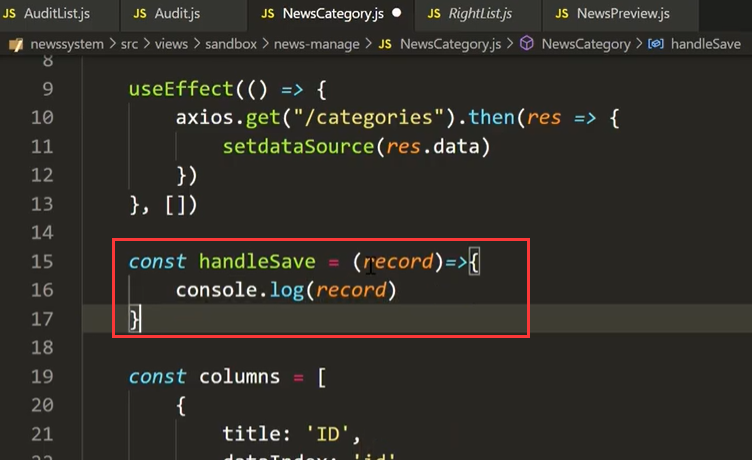 JS AuditList.js JS Audit.js JS NewsCategory.js ● JS RightList.js JS NewsPreview.js
newssystem > src > views > sandbox > news-manage > JS NewsCategory.js > NewsCategory > handleSave
8
9 useEffect(() => {
10 axios.get("/categories").then(res => {
11 setdataSource(res.data)
12 })
13 }, [])
14
15 const handleSave = (record)=>{
16 console.log(record)
17 }
18
19 const columns = [
20 {
21 title: 'ID',
22 dataIndex: 'id'